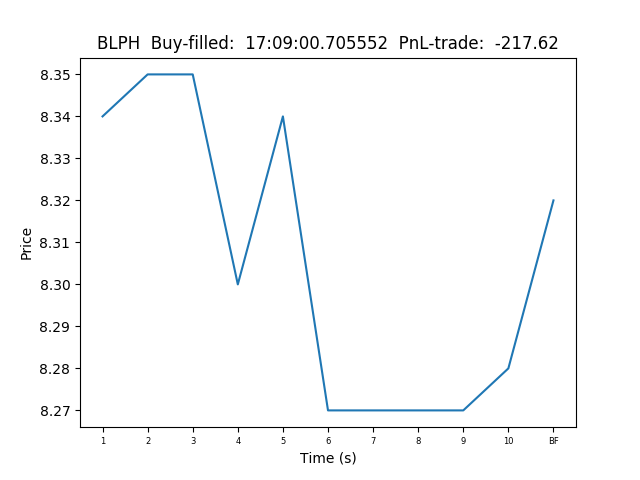 BLPH  Buy-filled:  17:09:00.705552  PnL-trade:  -217.62
8.35
8.34
8.33
8.32
8.31
8.30
8.29
8.28
8.27
Price
1 2 3 4 5 6 7 8 9 10 BF
Time (s)